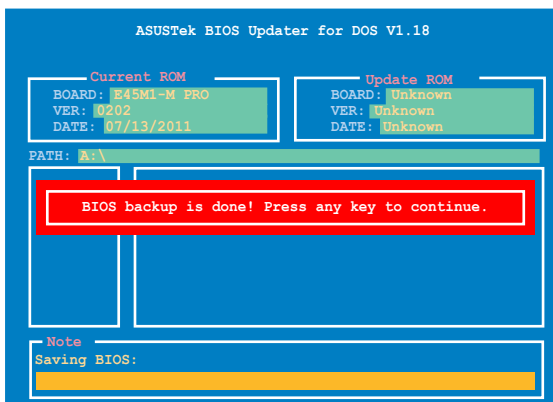 ASUSTek BIOS Updater for DOS V1.18
Current ROM
BOARD: E45M1-M PRO
VER: 0202
DATE: 07/13/2011
Update ROM
BOARD: Unknown
VER: Unknown
DATE: Unknown
PATH: A:\
BIOS backup is done! Press any key to continue.
Note
Saving BIOS: